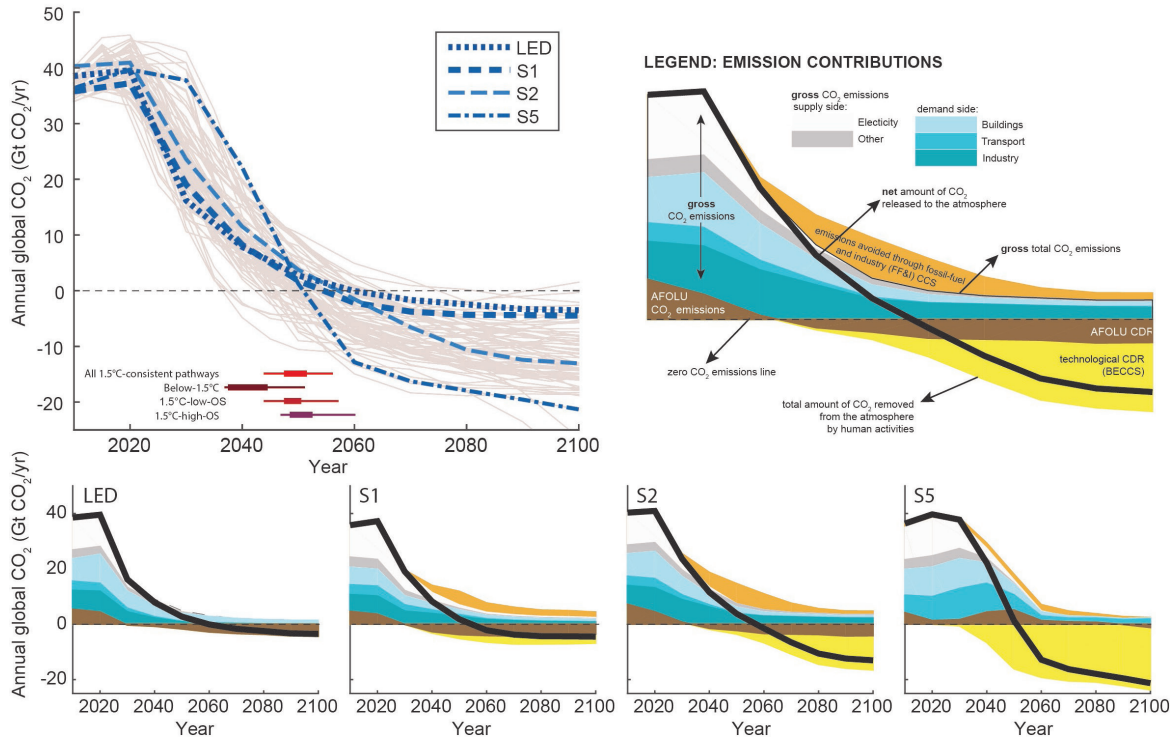 LED
S1
S2
S5
50
40
30
20
10
0
-10
-20
Annual global CO2 (Gt CO2/yr)
All 1.5°C-consistent pathways
Below-1.5°C
1.5°C-low-OS
1.5°C-high-OS
2020
2040
2060
2080
2100
Year
LEGEND: EMISSION CONTRIBUTIONS
gross CO2 emissions
supply side:
Electicity
Other
demand side:
Buildings
Transport
Industry
gross
CO2 emissions
net amount of CO2
released to the atmosphere
emissions avoided through fossil-fuel
and industry (FF&I) CCS
gross total CO2 emissions
AFOLU
CO2 emissions
AFOLU CDR
technological CDR
(BECCS)
zero CO2 emissions line
total amount of CO2 removed
from the atmosphere
by human activities
Annual global CO2 (Gt CO2/yr)
40
20
0
-20
LED
2020
2040
2060
2080
2100
Year
S1
2020
2040
2060
2080
2100
Year
S2
2020
2040
2060
2080
2100
Year
S5
2020
2040
2060
2080
2100
Year